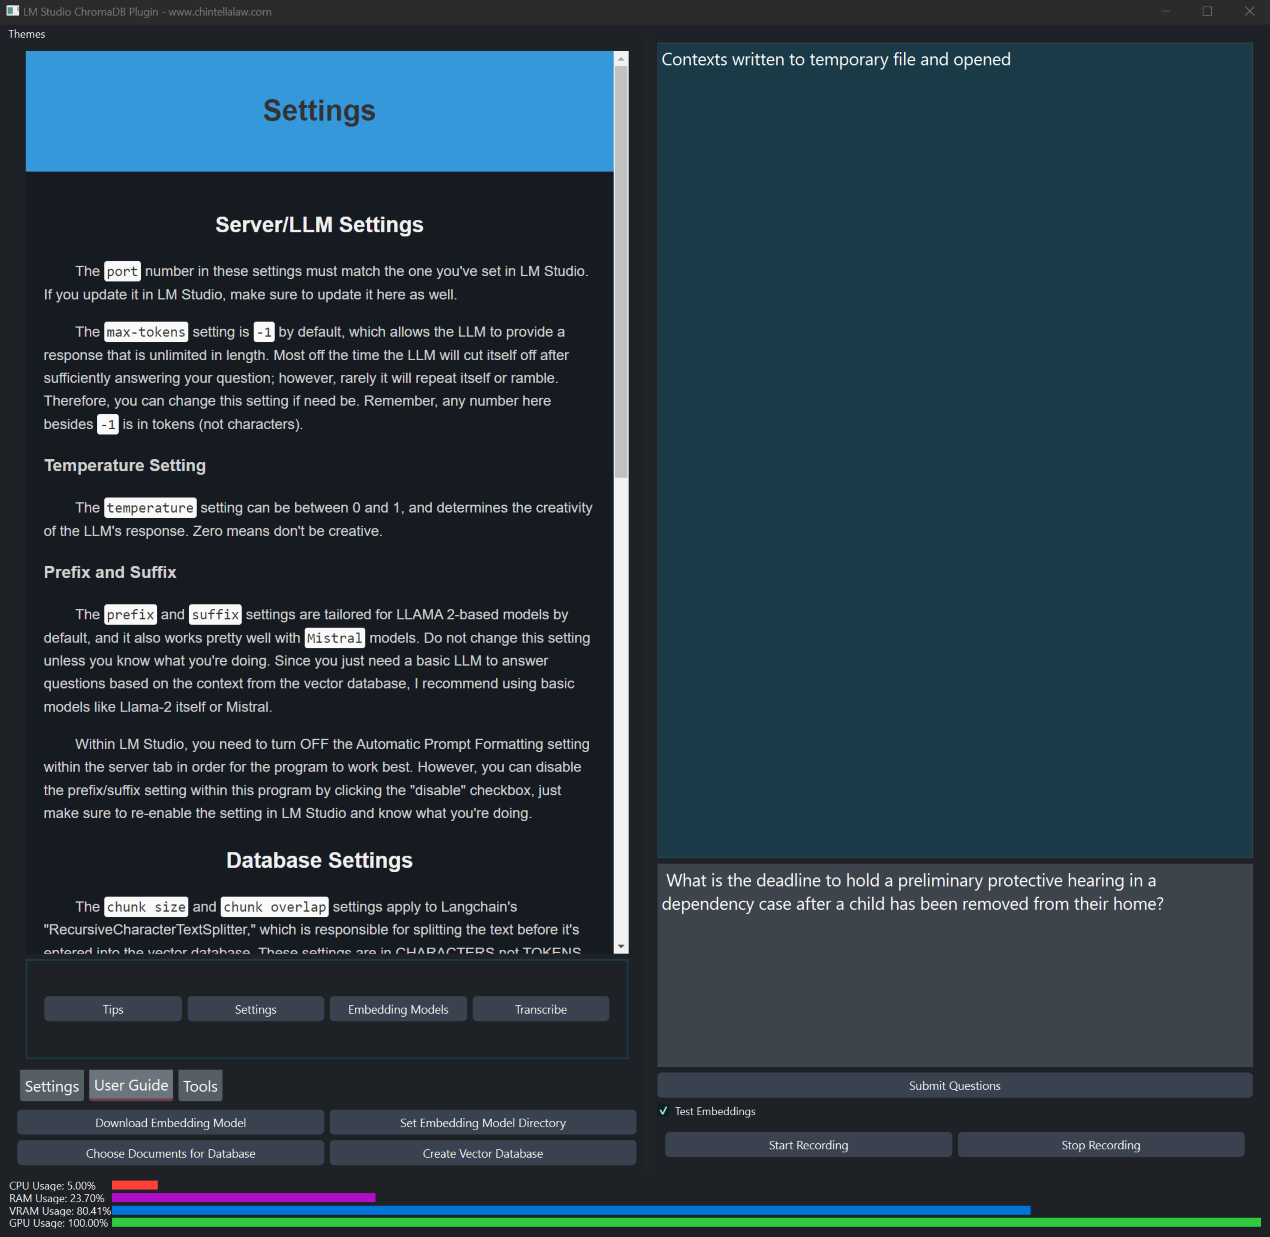 LM Studio ChromaDB Plugin - www.chintellalaw.com
Themes
Settings
Server/LLM Settings
The port number in these settings must match the one you've set in LM Studio.
If you update it in LM Studio, make sure to update it here as well.
The max-tokens setting is -1 by default, which allows the LLM to provide a
response that is unlimited in length. Most off the time the LLM will cut itself off after
sufficiently answering your question; however, rarely it will repeat itself or ramble.
Therefore, you can change this setting if need be. Remember, any number here
besides -1 is in tokens (not characters).
Temperature Setting
The temperature setting can be between 0 and 1, and determines the creativity
of the LLM's response. Zero means don't be creative.
Prefix and Suffix
The prefix and suffix settings are tailored for LLAMA 2-based models by
default, and it also works pretty well with Mistral models. Do not change this setting
unless you know what you're doing. Since you just need a basic LLM to answer
questions based on the context from the vector database, I recommend using basic
models like Llama-2 itself or Mistral.
Within LM Studio, you need to turn OFF the Automatic Prompt Formatting setting
within the server tab in order for the program to work best. However, you can disable
the prefix/suffix setting within this program by clicking the "disable" checkbox, just
make sure to re-enable the setting in LM Studio and know what you're doing.
Database Settings
The chunk size and chunk overlap settings apply to Langchain's
"RecursiveCharacterTextSplitter," which is responsible for splitting the text before it's
entered into the vector database. These settings are in CHARACTERS not TOKENS
Tips
Settings
Embedding Models
Transcribe
Settings
User Guide
Tools
Download Embedding Model
Set Embedding Model Directory
Choose Documents for Database
Create Vector Database
Contexts written to temporary file and opened
What is the deadline to hold a preliminary protective hearing in a
dependency case after a child has been removed from their home?
Submit Questions
Test Embeddings
Start Recording
Stop Recording
CPU Usage: 5.00%
RAM Usage: 23.70%
VRAM Usage: 80.41%
GPU Usage: 100.00%